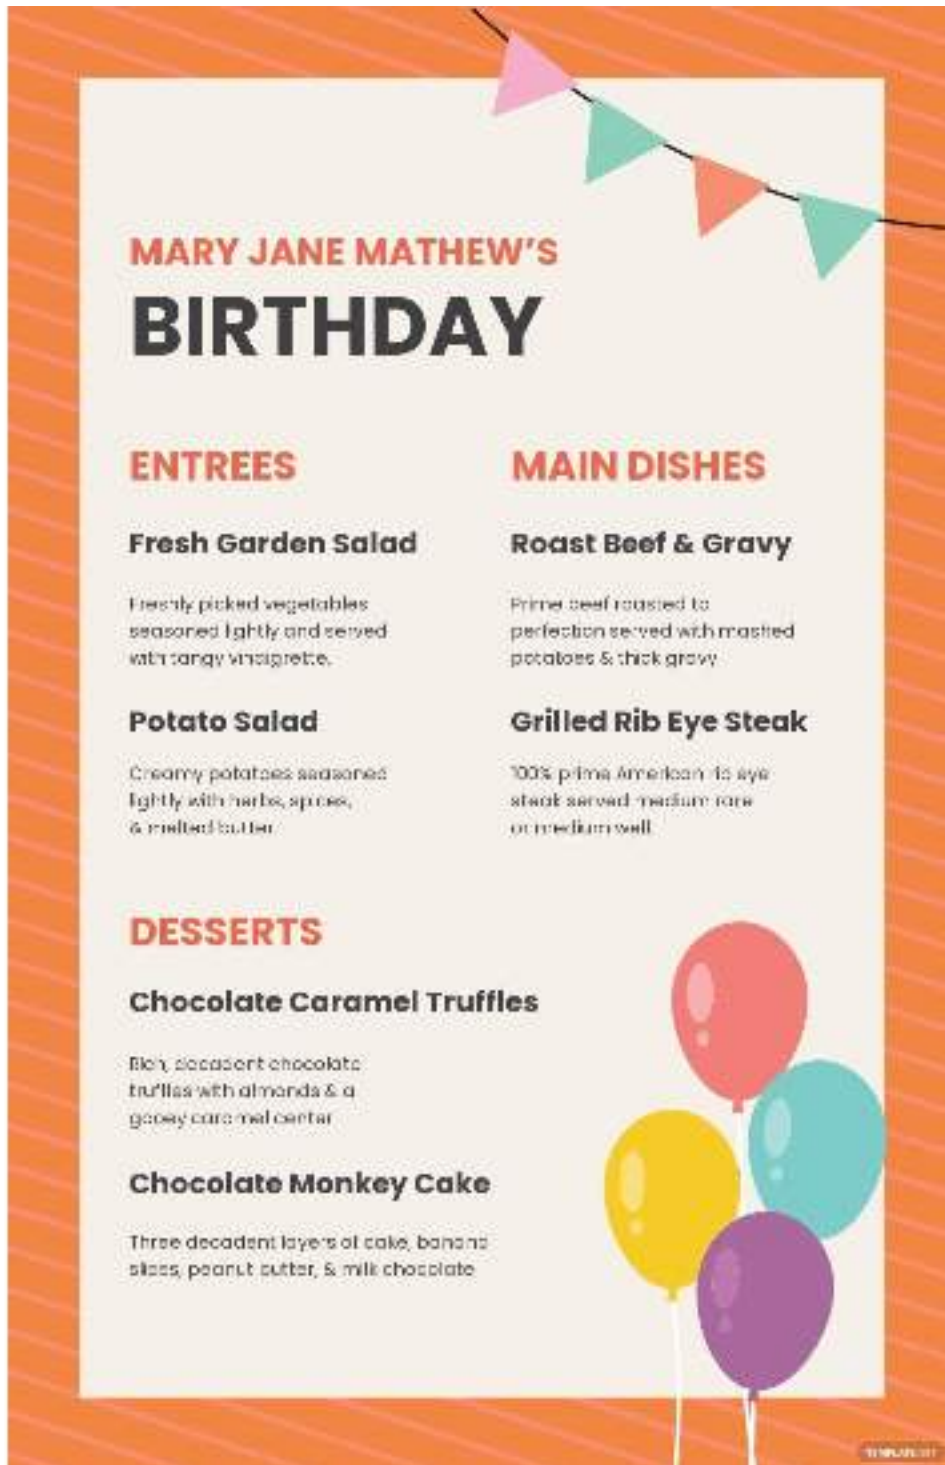 MARY JANE MATHEW'S
BIRTHDAY
ENTREES
Fresh Garden Salad
Freshly picked vegetables
seasoned lightly and served
with tangy vinaigrette.
Potato Salad
Creamy potatoes seasoned
lightly with herbs, spices,
& melted butter
MAIN DISHES
Roast Beef & Gravy
Prime beef roasted to
perfection served with mashed
potatoes & thick gravy
Grilled Rib Eye Steak
100% prime American rib eye
steak served medium rare
or medium well
DESSERTS
Chocolate Caramel Truffles
Rich, decadent chocolate
truffles with almonds & a
gooey caramel center
Chocolate Monkey Cake
Three decadent layers of cake, banana
slices, peanut butter, & milk chocolate